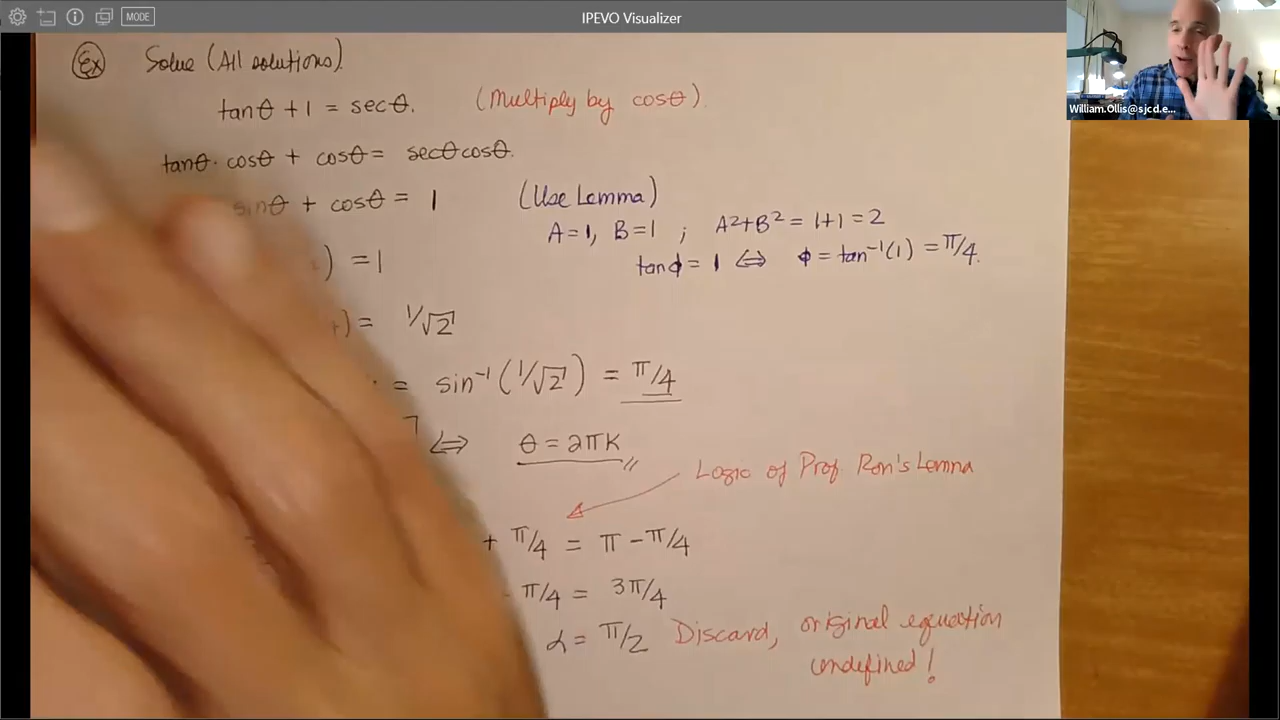 MODE
IPEVO Visualizer
William.Ollis@sjcd.e...
Ex Solve (All solutions).
tanθ + 1 = secθ. (Multiply by cosθ).
tanθ · cosθ + cosθ = secθcosθ.
sinθ + cosθ = 1 (Use Lemma)
A=1, B=1 ; A²+B² = 1+1 = 2
) = 1 tanϕ = 1 ⇔ ϕ = tan⁻¹(1) = π/4.
) = 1/√2
= sin⁻¹(1/√2) = π/4
⇔ θ = 2πK
Logic of Prof. Ron's Lemma
+ π/4 = π - π/4
- π/4 = 3π/4
α = π/2 Discard, original equation
undefined!